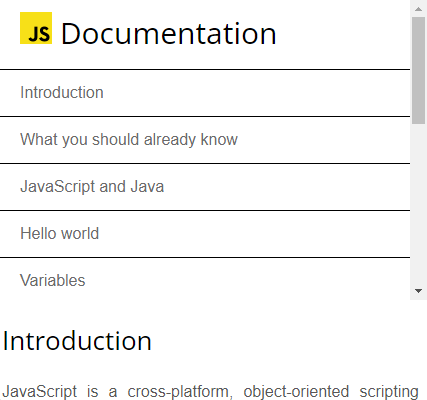 JS Documentation
Introduction
What you should already know
JavaScript and Java
Hello world
Variables
Introduction
JavaScript is a cross-platform, object-oriented scripting